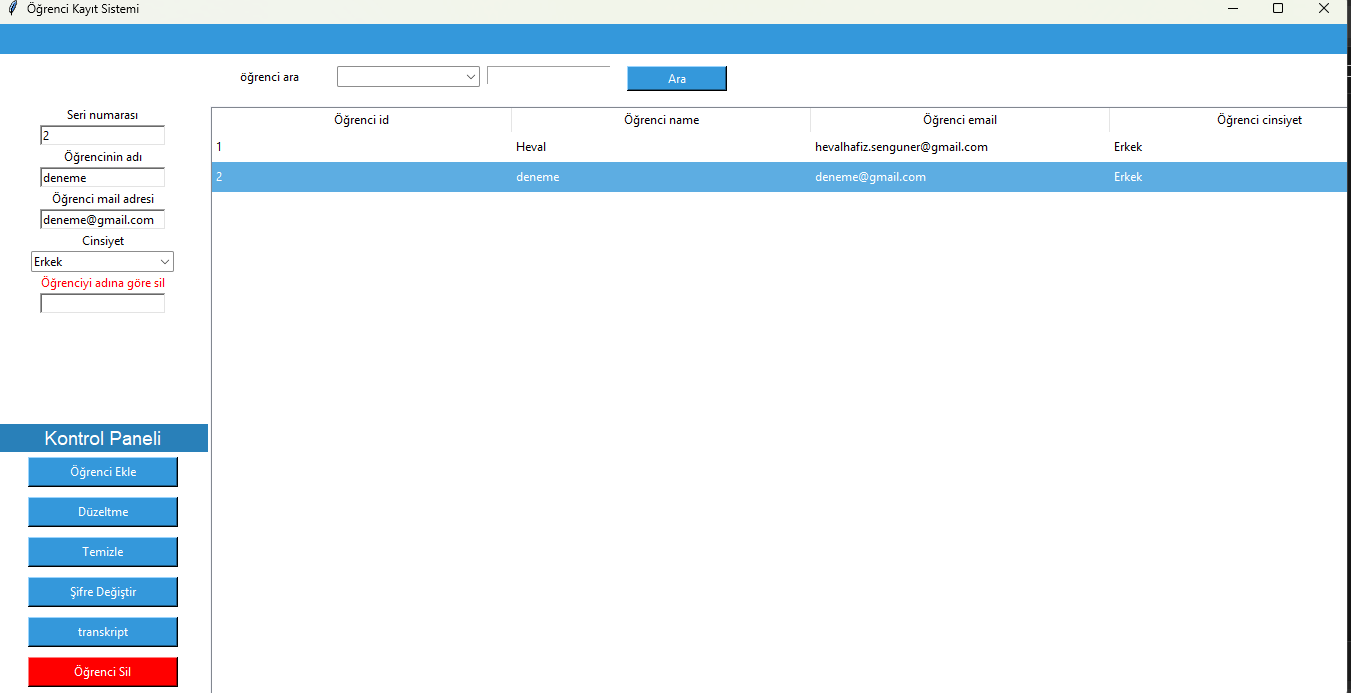 Öğrenci Kayıt Sistemi
öğrenci ara
Ara
Seri numarası
2
Öğrencinin adı
deneme
Öğrenci mail adresi
deneme@gmail.com
Cinsiyet
Erkek
Öğrenciyi adına göre sil
Öğrenci id Öğrenci name Öğrenci email Öğrenci cinsiyet
1 Heval hevalhafiz.senguner@gmail.com Erkek
2 deneme deneme@gmail.com Erkek
Kontrol Paneli
Öğrenci Ekle
Düzeltme
Temizle
Şifre Değiştir
transkript
Öğrenci Sil